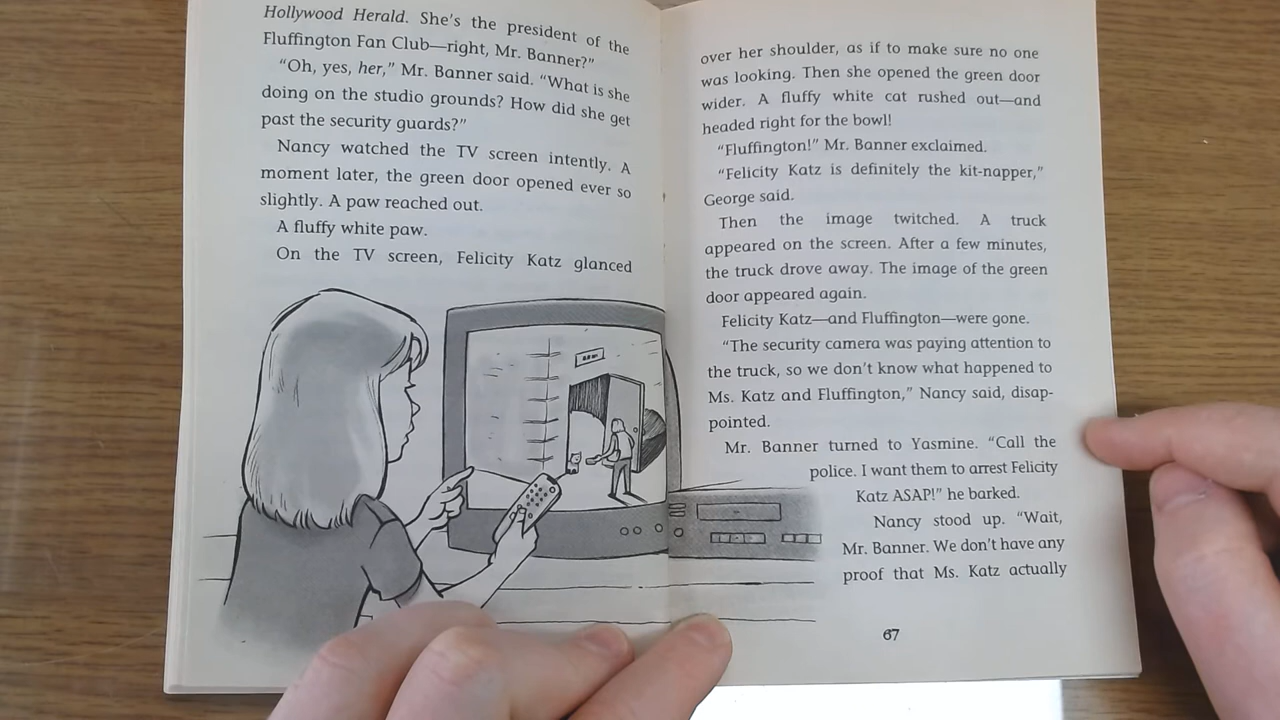 Hollywood Herald. She's the president of the
Fluffington Fan Club—right, Mr. Banner?"
"Oh, yes, her," Mr. Banner said. "What is she
doing on the studio grounds? How did she get
past the security guards?"
Nancy watched the TV screen intently. A
moment later, the green door opened ever so
slightly. A paw reached out.
A fluffy white paw.
On the TV screen, Felicity Katz glanced
over her shoulder, as if to make sure no one
was looking. Then she opened the green door
wider. A fluffy white cat rushed out—and
headed right for the bowl!
"Fluffington!" Mr. Banner exclaimed.
"Felicity Katz is definitely the kit-napper,"
George said.
Then the image twitched. A truck
appeared on the screen. After a few minutes,
the truck drove away. The image of the green
door appeared again.
Felicity Katz—and Fluffington—were gone.
"The security camera was paying attention to
the truck, so we don't know what happened to
Ms. Katz and Fluffington," Nancy said, disap-
pointed.
Mr. Banner turned to Yasmine. "Call the
police. I want them to arrest Felicity
Katz ASAP!" he barked.
Nancy stood up. "Wait,
Mr. Banner. We don't have any
proof that Ms. Katz actually
67